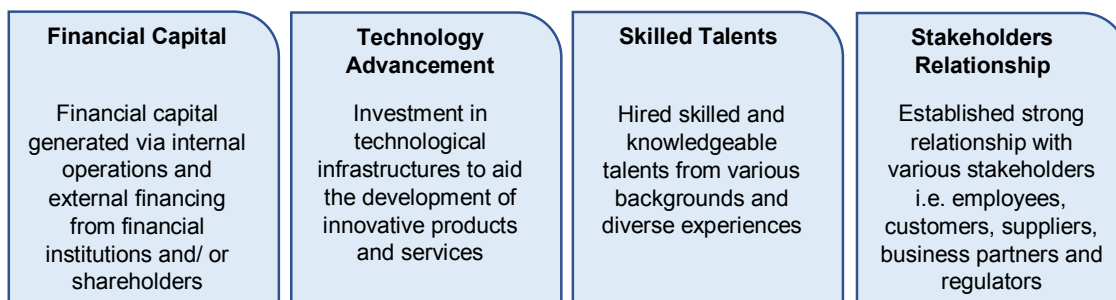 Financial Capital
Financial capital
generated via internal
operations and
external financing
from financial
institutions and/ or
shareholders
Technology
Advancement
Investment in
technological
infrastructures to aid
the development of
innovative products
and services
Skilled Talents
Hired skilled and
knowledgeable
talents from various
backgrounds and
diverse experiences
Stakeholders
Relationship
Established strong
relationship with
various stakeholders
i.e. employees,
customers, suppliers,
business partners and
regulators